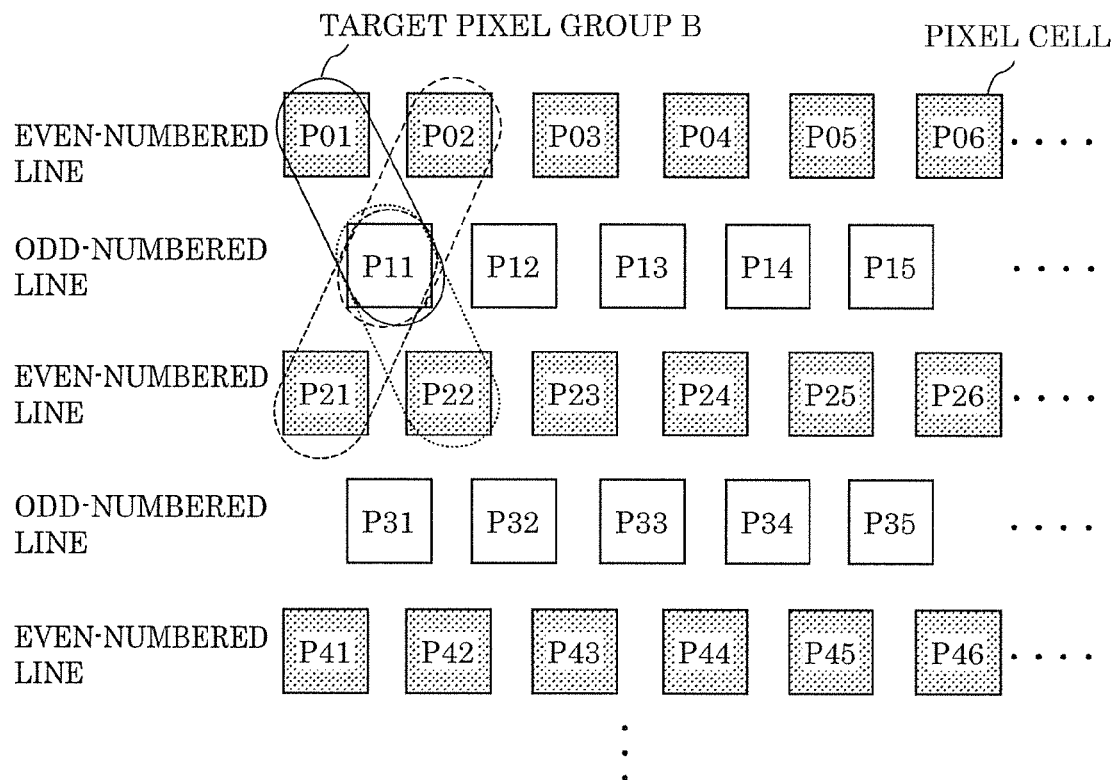 TARGET PIXEL GROUP B
PIXEL CELL
EVEN-NUMBERED
LINE
P01 P02 P03 P04 P05 P06 ....
ODD-NUMBERED
LINE
P11 P12 P13 P14 P15 ....
EVEN-NUMBERED
LINE
P21 P22 P23 P24 P25 P26 ....
ODD-NUMBERED
LINE
P31 P32 P33 P34 P35 ....
EVEN-NUMBERED
LINE
P41 P42 P43 P44 P45 P46 ....